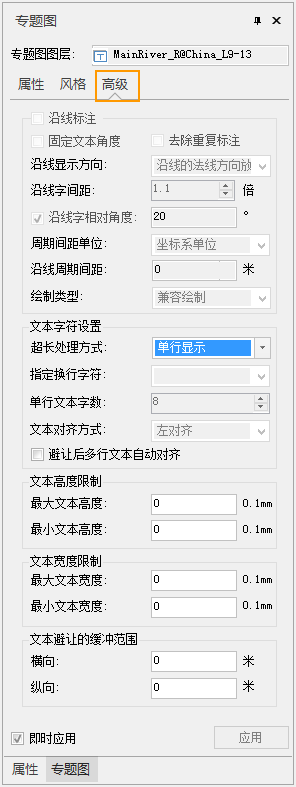 专题图
专题图图层: MainRiver_R@China_L9-13
属性 风格 高级
沿线标注
固定文本角度 去除重复标注
沿线显示方向: 沿线的法线方向放
沿线字间距: 1.1 倍
沿线字相对角度: 20 °
周期间距单位: 坐标系单位
沿线周期间距: 0 米
绘制类型: 兼容绘制
文本字符设置
超长处理方式: 单行显示
指定换行字符:
单行文本字数: 8
文本对齐方式: 左对齐
避让后多行文本自动对齐
文本高度限制
最大文本高度: 0 0.1mm
最小文本高度: 0 0.1mm
文本宽度限制
最大文本宽度: 0 0.1mm
最小文本宽度: 0 0.1mm
文本避让的缓冲范围
横向: 0 米
纵向: 0 米
即时应用 应用
属性 专题图